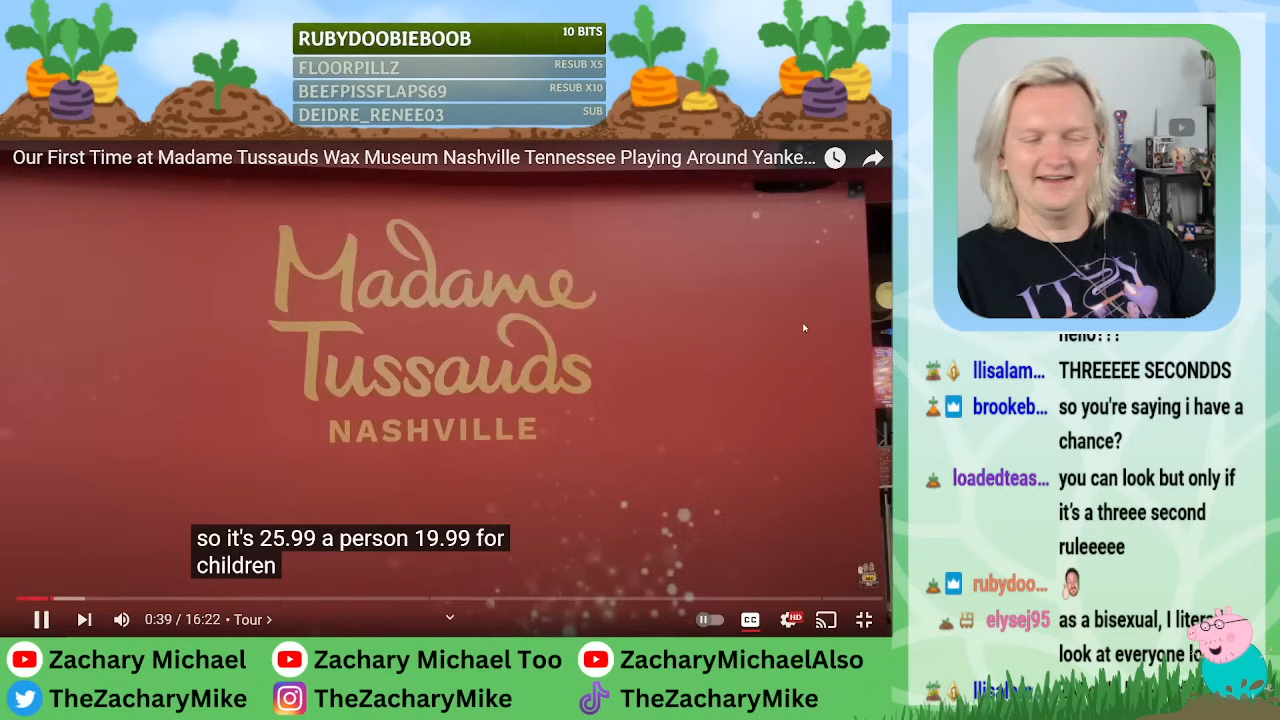 RUBYDOOBIEBOOB 10 BITS
FLOORPILLZ RESUB X5
BEEFPISSFLAPS69 RESUB X10
DEIDRE_RENEE03 SUB
Our First Time at Madame Tussauds Wax Museum Nashville Tennessee Playing Around Yanke...
Madame
Tussauds
NASHVILLE
so it's 25.99 a person 19.99 for
children
0:39 / 16:22 • Tour >
CC
HD
hello???
llisalam... THREEEEE SECONDDS
brookeb... so you're saying i have a
chance?
loadedteas... you can look but only if
it's a threee second
ruleeeee
rubydoo...
elysej95 as a bisexual, I
look at everyone
Zachary Michael
Zachary Michael Too
ZacharyMichaelAlso
TheZacharyMike
TheZacharyMike
TheZacharyMike